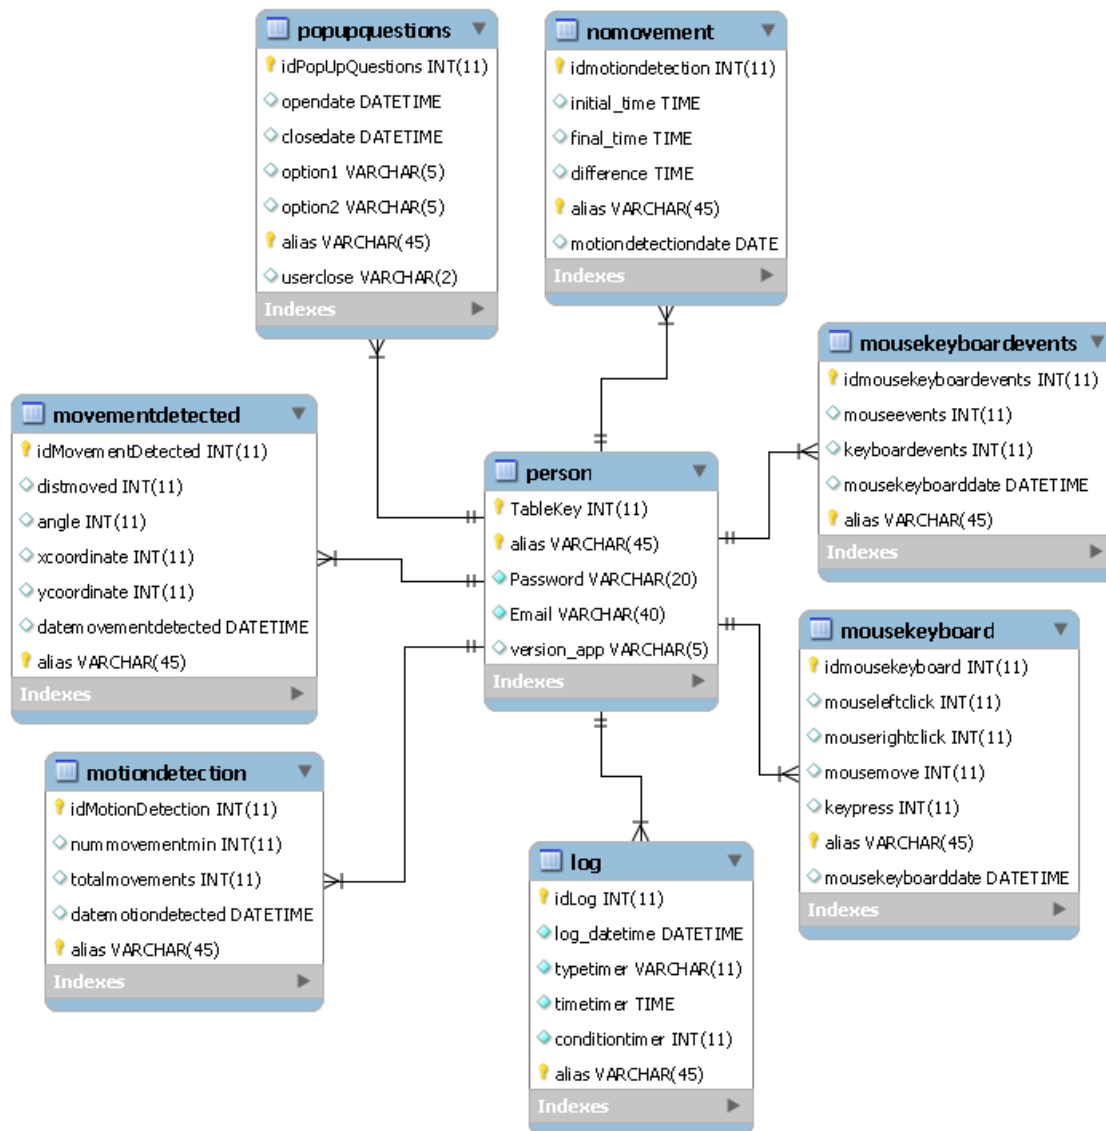 popupquestions
idPopUpQuestions INT(11)
opendate DATETIME
closedate DATETIME
option1 VARCHAR(5)
option2 VARCHAR(5)
alias VARCHAR(45)
userclose VARCHAR(2)
Indexes
nomovement
idmotiondetection INT(11)
initial_time TIME
final_time TIME
difference TIME
alias VARCHAR(45)
motiondetectiondate DATE
Indexes
mousekeyboardevents
idmousekeyboardevents INT(11)
mouseevents INT(11)
keyboardevents INT(11)
mousekeyboarddate DATETIME
alias VARCHAR(45)
Indexes
movementdetected
idMovementDetected INT(11)
distmoved INT(11)
angle INT(11)
xcoordinate INT(11)
ycoordinate INT(11)
datemovementdetected DATETIME
alias VARCHAR(45)
Indexes
person
TableKey INT(11)
alias VARCHAR(45)
Password VARCHAR(20)
Email VARCHAR(40)
version_app VARCHAR(5)
Indexes
mousekeyboard
idmousekeyboard INT(11)
mouseleftclick INT(11)
mouserightclick INT(11)
mousemove INT(11)
keypress INT(11)
alias VARCHAR(45)
mousekeyboarddate DATETIME
Indexes
motiondetection
idMotionDetection INT(11)
nummovementmin INT(11)
totalmovements INT(11)
datemotiondetected DATETIME
alias VARCHAR(45)
Indexes
log
idLog INT(11)
log_datetime DATETIME
typetimer VARCHAR(11)
timetimer TIME
conditiontimer INT(11)
alias VARCHAR(45)
Indexes